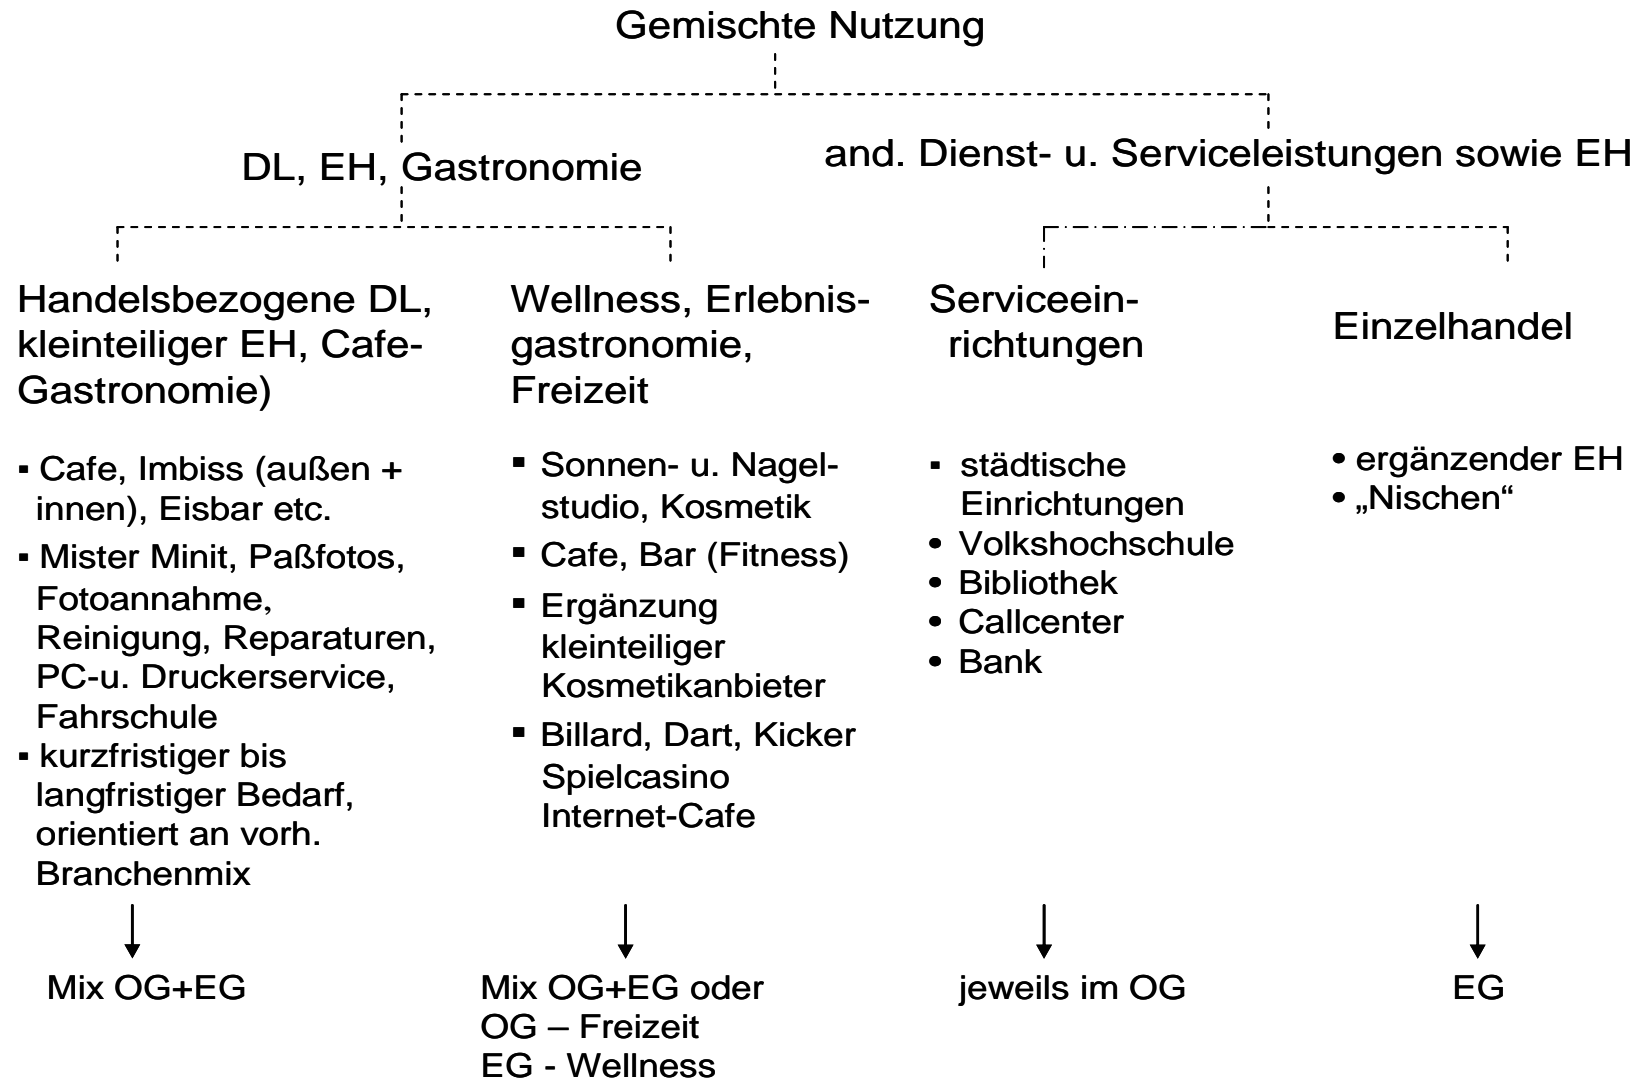 Gemischte Nutzung
DL, EH, Gastronomie
and. Dienst- u. Serviceleistungen sowie EH
Handelsbezogene DL,
kleinteiliger EH, Cafe-
Gastronomie)
▪ Cafe, Imbiss (außen +
innen), Eisbar etc.
▪ Mister Minit, Paßfotos,
Fotoannahme,
Reinigung, Reparaturen,
PC-u. Druckerservice,
Fahrschule
▪ kurzfristiger bis
langfristiger Bedarf,
orientiert an vorh.
Branchenmix
Mix OG+EG
Wellness, Erlebnis-
gastronomie,
Freizeit
▪ Sonnen- u. Nagel-
studio, Kosmetik
▪ Cafe, Bar (Fitness)
▪ Ergänzung
kleinteiliger
Kosmetikanbieter
▪ Billard, Dart, Kicker
Spielcasino
Internet-Cafe
Mix OG+EG oder
OG – Freizeit
EG - Wellness
Serviceein-
richtungen
▪ städtische
Einrichtungen
• Volkshochschule
• Bibliothek
• Callcenter
• Bank
jeweils im OG
Einzelhandel
• ergänzender EH
• „Nischen“
EG